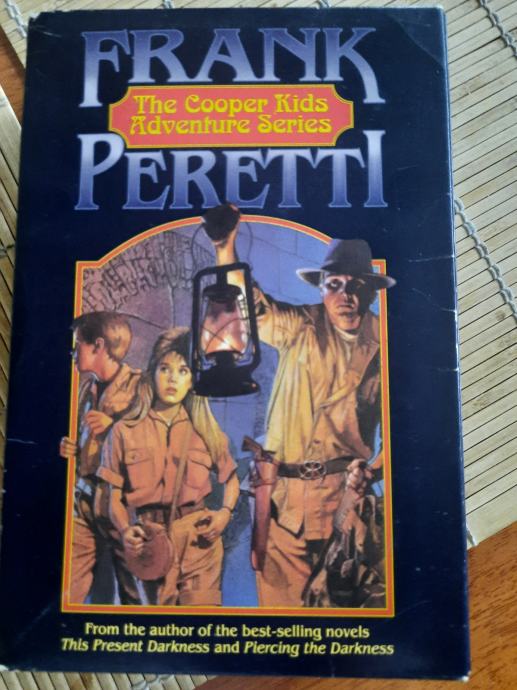 FRANK
The Cooper Kids
Adventure Series
PERETTI
From the author of the best-selling novels
This Present Darkness and Piercing the Darkness